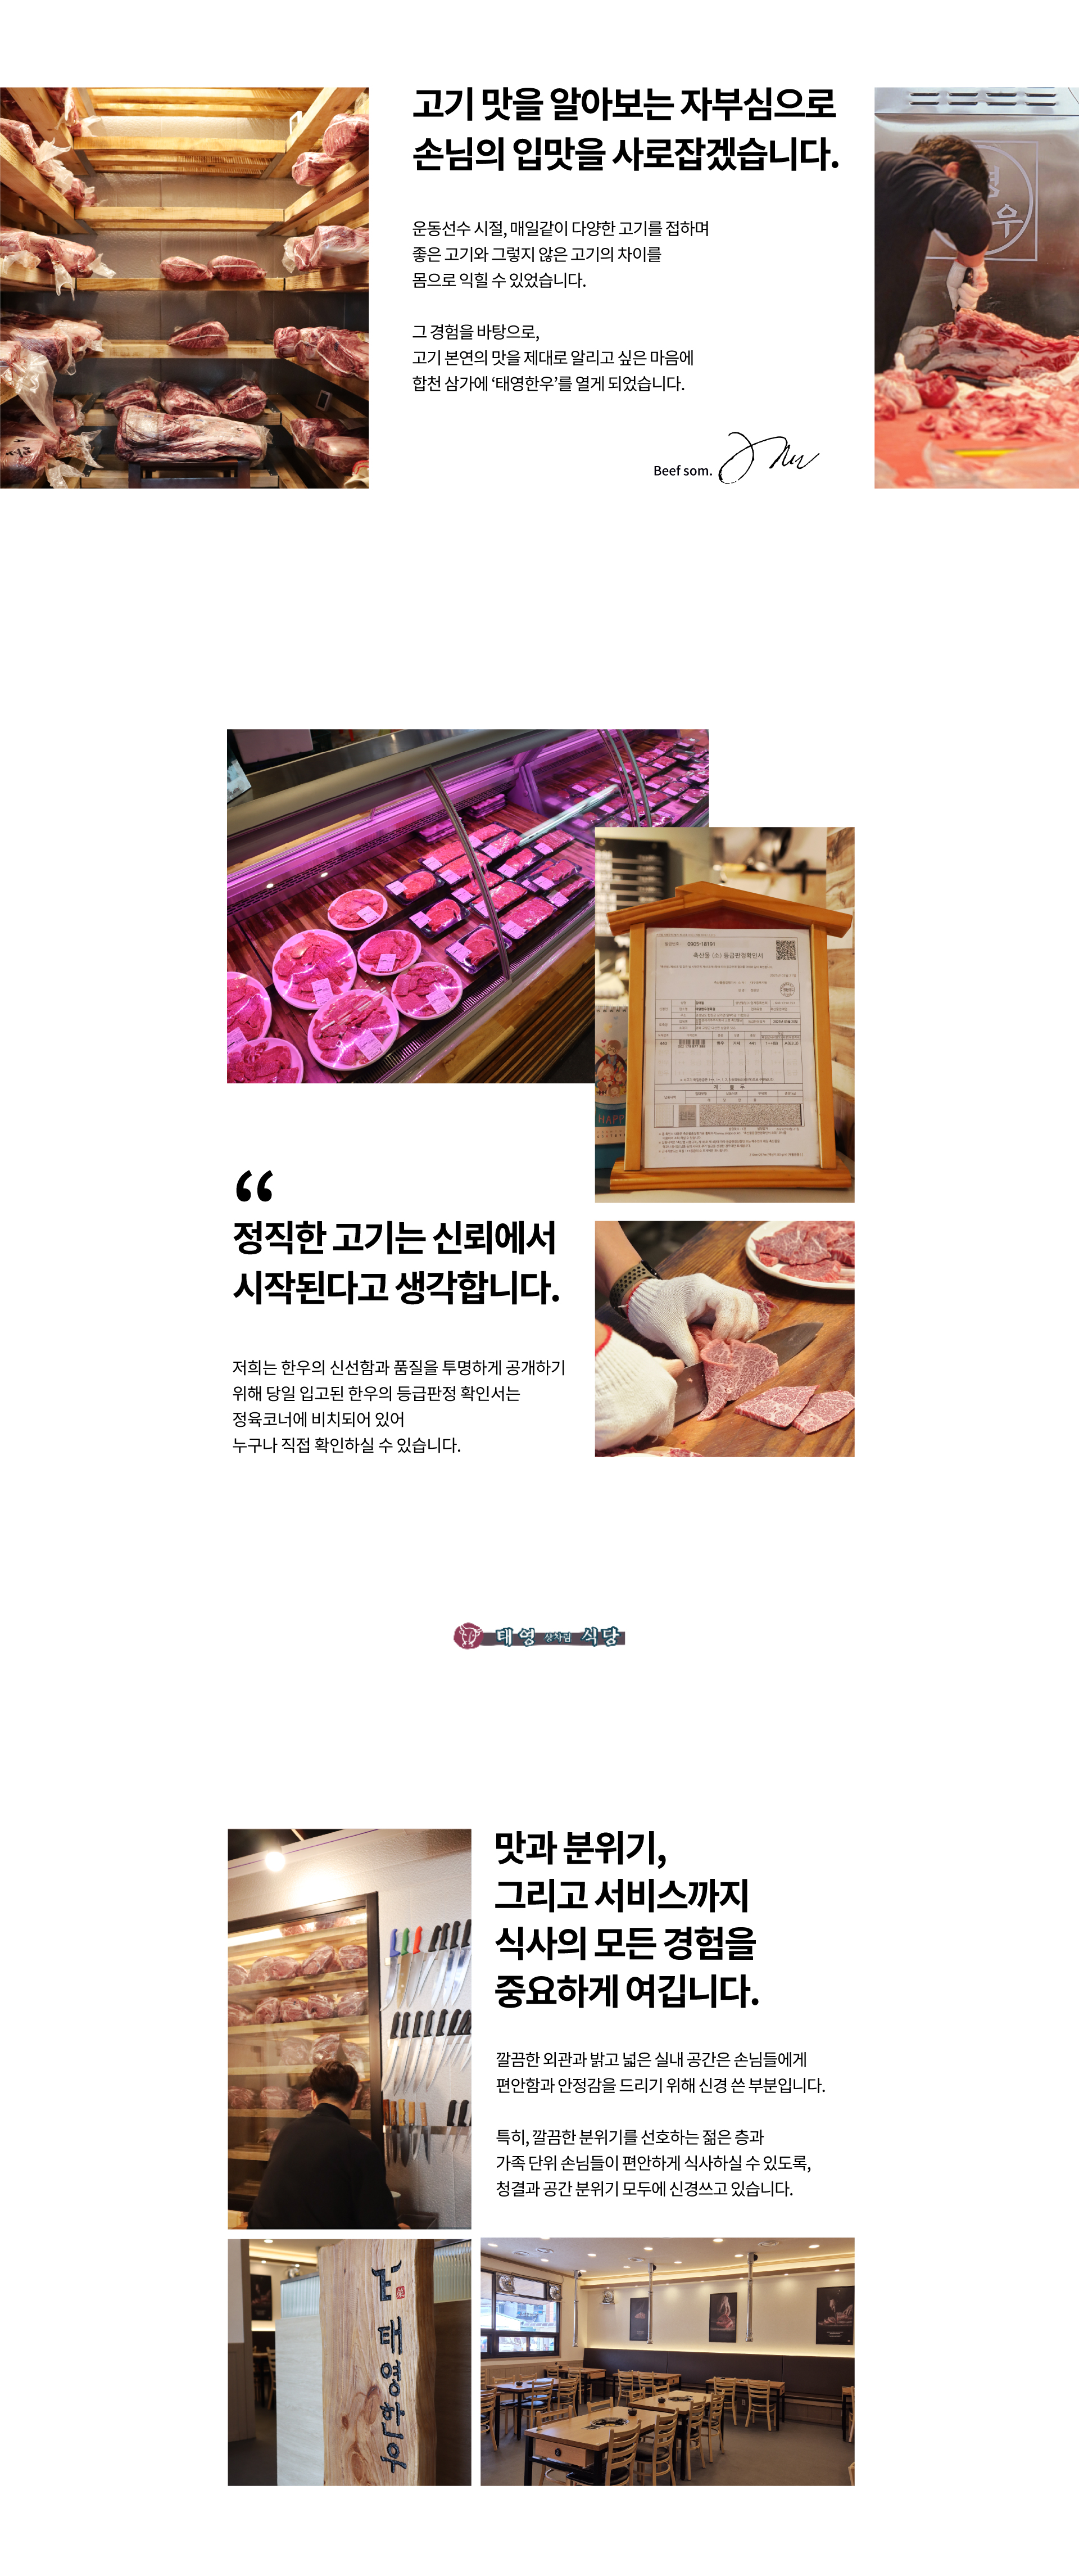 고기 맛을 알아보는 자부심으로
손님의 입맛을 사로잡겠습니다.
운동선수 시절, 매일같이 다양한 고기를 접하며
좋은 고기와 그렇지 않은 고기의 차이를
몸으로 익힐 수 있었습니다.
그 경험을 바탕으로,
고기 본연의 맛을 제대로 알리고 싶은 마음에
합천 삼가에 ‘태영한우’를 열게 되었습니다.
Beef som.
0905-18191
축산물 (소) 등급판정확인서
HAPP
“
정직한 고기는 신뢰에서
시작된다고 생각합니다.
저희는 한우의 신선함과 품질을 투명하게 공개하기
위해 당일 입고된 한우의 등급판정 확인서는
정육코너에 비치되어 있어
누구나 직접 확인하실 수 있습니다.
태영 상차림 식당
맛과 분위기,
그리고 서비스까지
식사의 모든 경험을
중요하게 여깁니다.
깔끔한 외관과 밝고 넓은 실내 공간은 손님들에게
편안함과 안정감을 드리기 위해 신경 쓴 부분입니다.
특히, 깔끔한 분위기를 선호하는 젊은 층과
가족 단위 손님들이 편안하게 식사하실 수 있도록,
청결과 공간 분위기 모두에 신경쓰고 있습니다.
태영한우